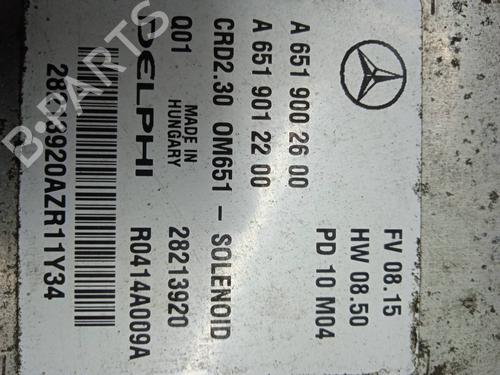 A 651 900 26 00
A 651 901 22 00
FV 08.15
HW 08.50
PD 10 M04
CRD2.30 OM651 - SOLENOID
Q01
MADE IN
HUNGARY
28213920
DELPHI
R0414A009A
28213920AZR11Y34
B-PARTS